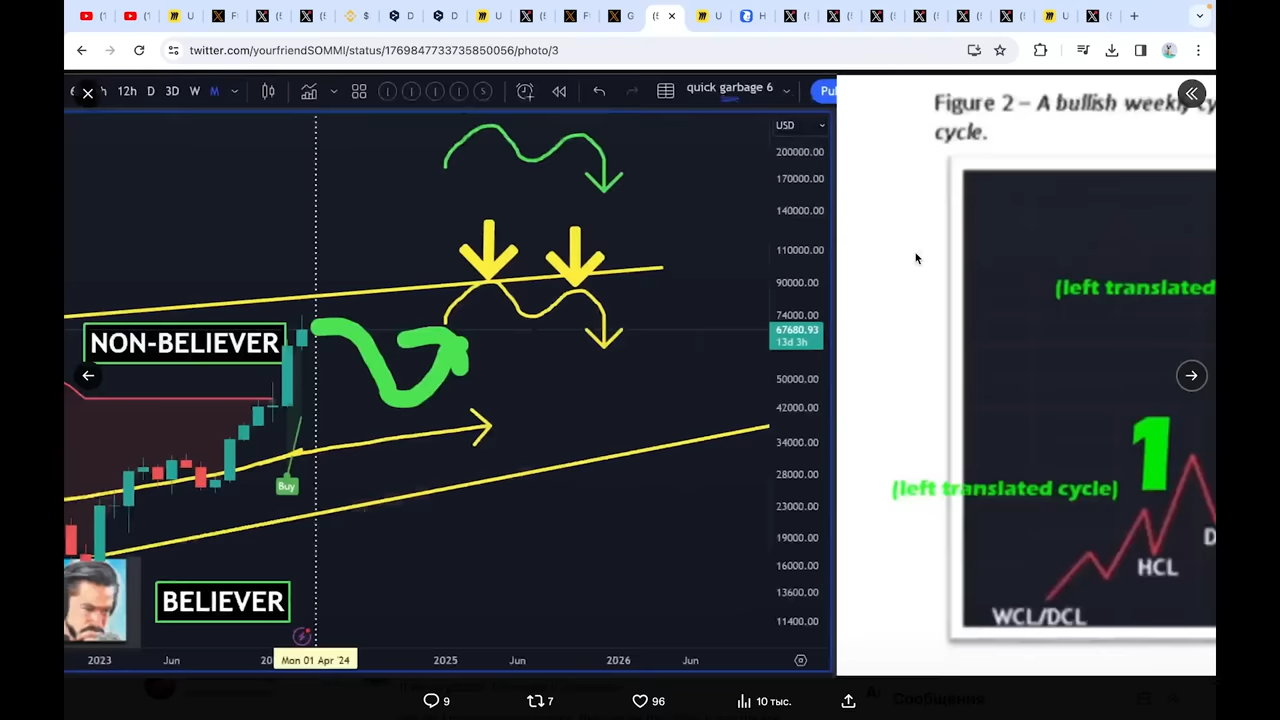 twitter.com/yourfriendSOMMI/status/1769847733735850056/photo/3
12h D 3D W M
quick garbage 6
USD
200000.00
170000.00
140000.00
110000.00
90000.00
74000.00
67680.93
13d 3h
50000.00
42000.00
34000.00
28000.00
23000.00
19000.00
16000.00
13600.00
11400.00
NON-BELIEVER
Buy
BELIEVER
2023 Jun Mon 01 Apr '24 2025 Jun 2026 Jun
Figure 2 – A bullish weekly
cycle.
(left translated
1
(left translated cycle)
HCL
WCL/DCL
9 7 96 10 тыс.
Сообщения